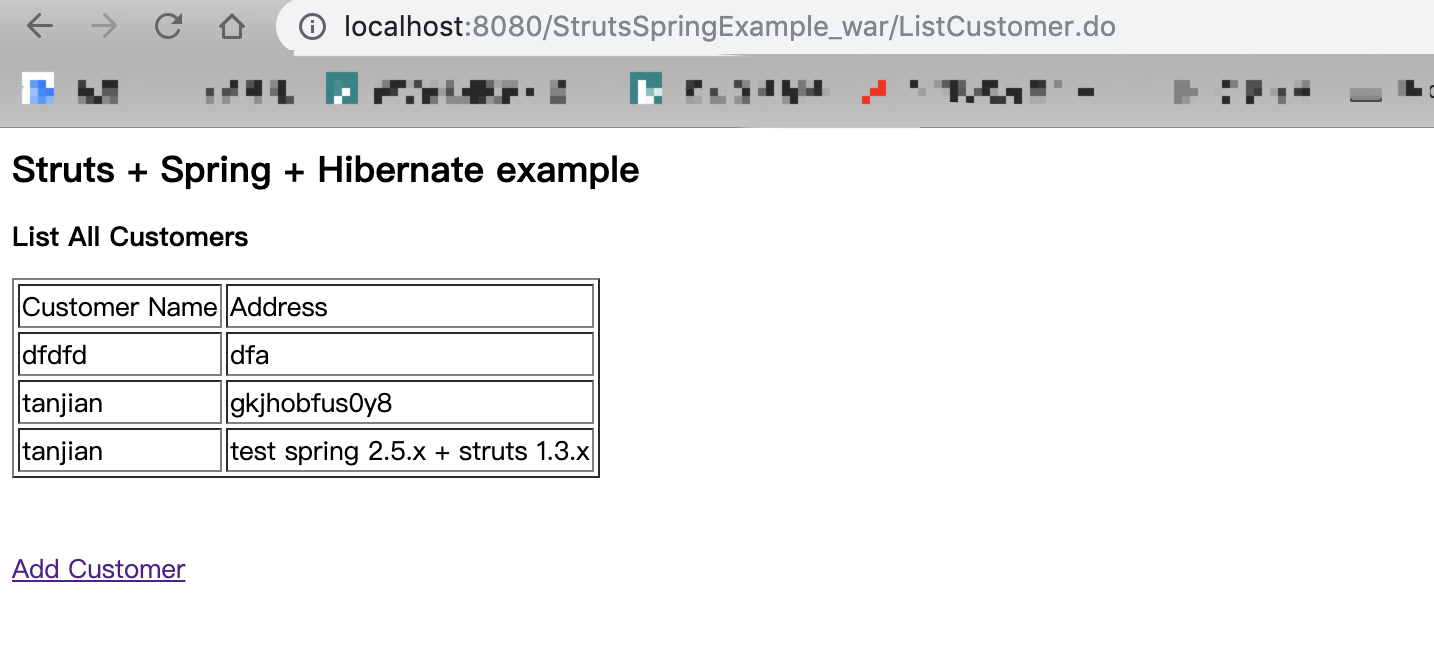 localhost:8080/StrutsSpringExample_war/ListCustomer.do
Struts + Spring + Hibernate example
List All Customers
Customer Name Address
dfdfd dfa
tanjian gkjhobfus0y8
tanjian test spring 2.5.x + struts 1.3.x
Add Customer